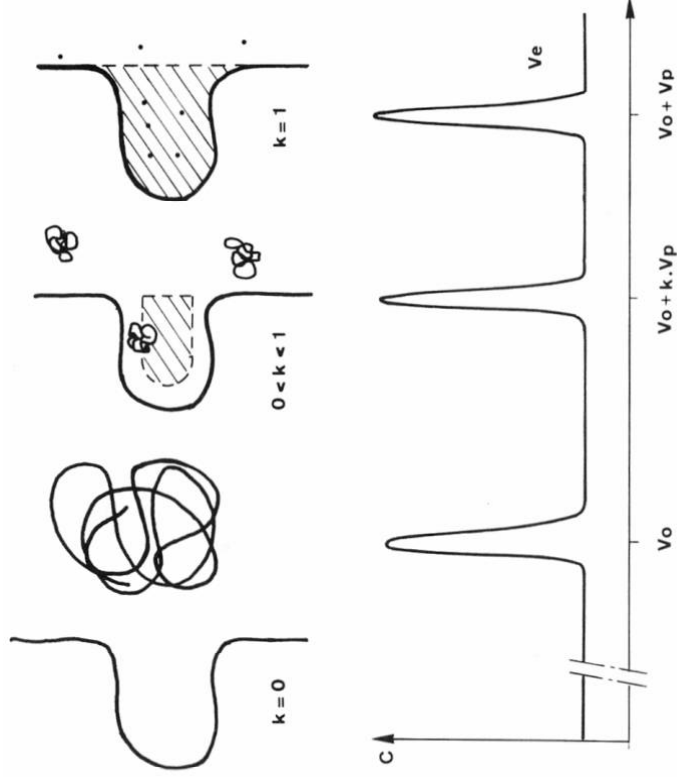 k = 0
0 < k < 1
k = 1
C
Ve
Vo
Vo + k.Vp
Vo + Vp